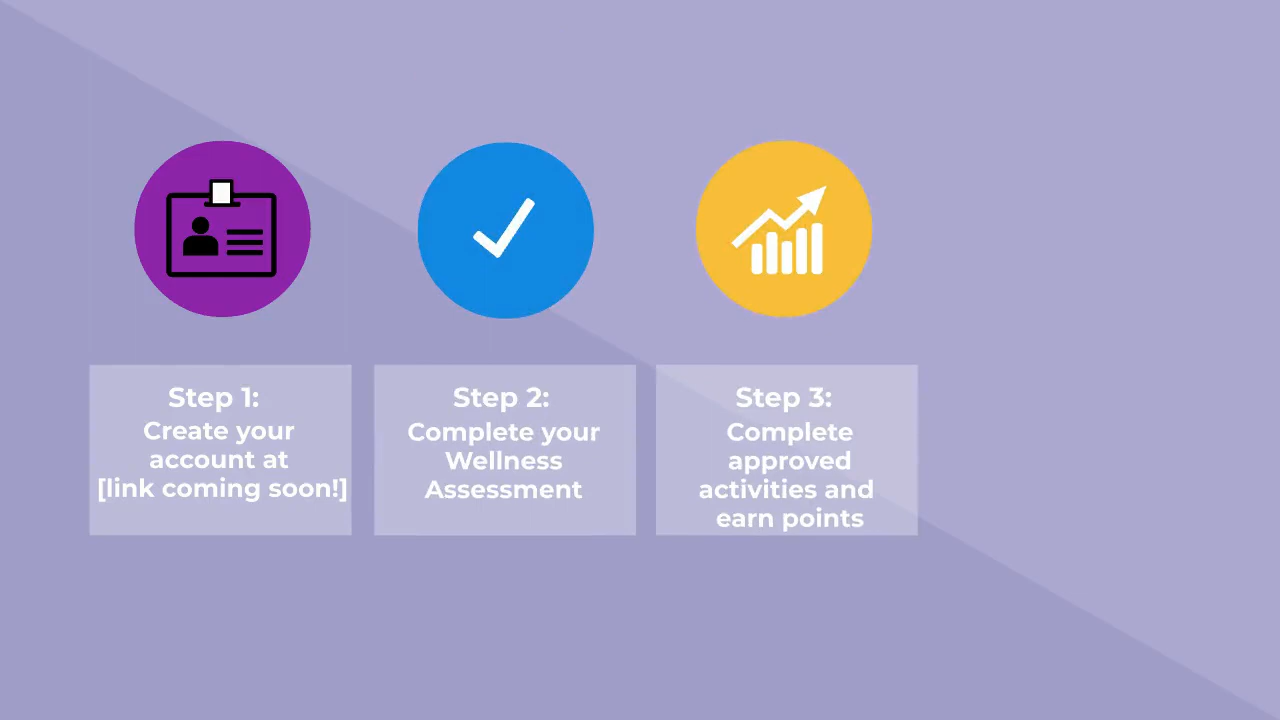 Step 1:
Create your
account at
[link coming soon!]
Step 2:
Complete your
Wellness
Assessment
Step 3:
Complete
approved
activities and
earn points